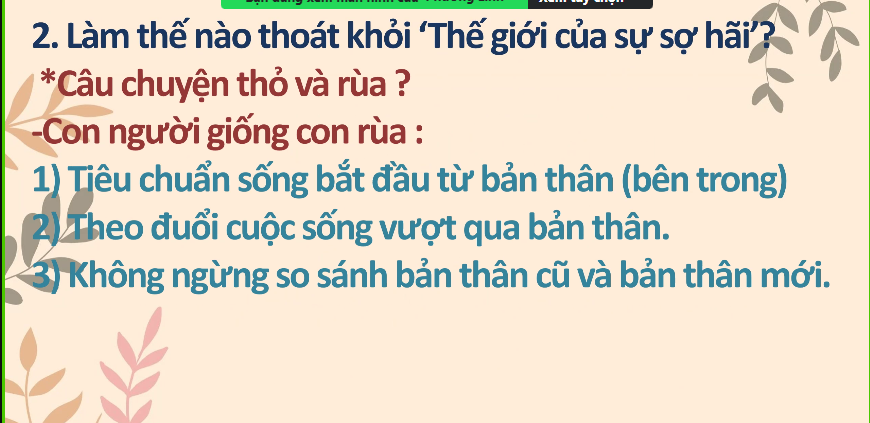 2. Làm thế nào thoát khỏi ‘Thế giới của sự sợ hãi’?
*Câu chuyện thỏ và rùa ?
-Con người giống con rùa :
1) Tiêu chuẩn sống bắt đầu từ bản thân (bên trong)
2) Theo đuổi cuộc sống vượt qua bản thân.
3) Không ngừng so sánh bản thân cũ và bản thân mới.